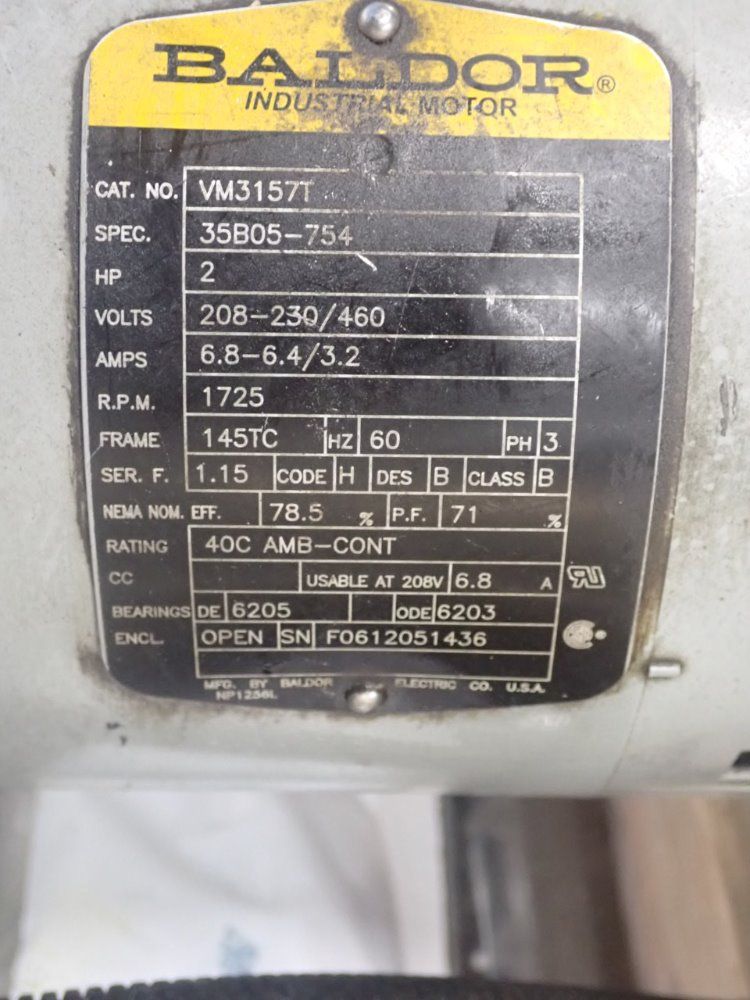 BALDOR®
INDUSTRIAL MOTOR
CAT. NO. VM3157T
SPEC. 35B05-754
HP 2
VOLTS 208-230/460
AMPS 6.8-6.4/3.2
R.P.M. 1725
FRAME 145TC HZ 60 PH 3
SER. F. 1.15 CODE H DES B CLASS B
NEMA NOM. EFF. 78.5 % P.F. 71 %
RATING 40C AMB-CONT
CC USABLE AT 208V 6.8 A
BEARINGS DE 6205 ODE 6203
ENCL. OPEN SN F0612051436
MFG. BY BALDOR ELECTRIC CO. U.S.A.
NP1256L